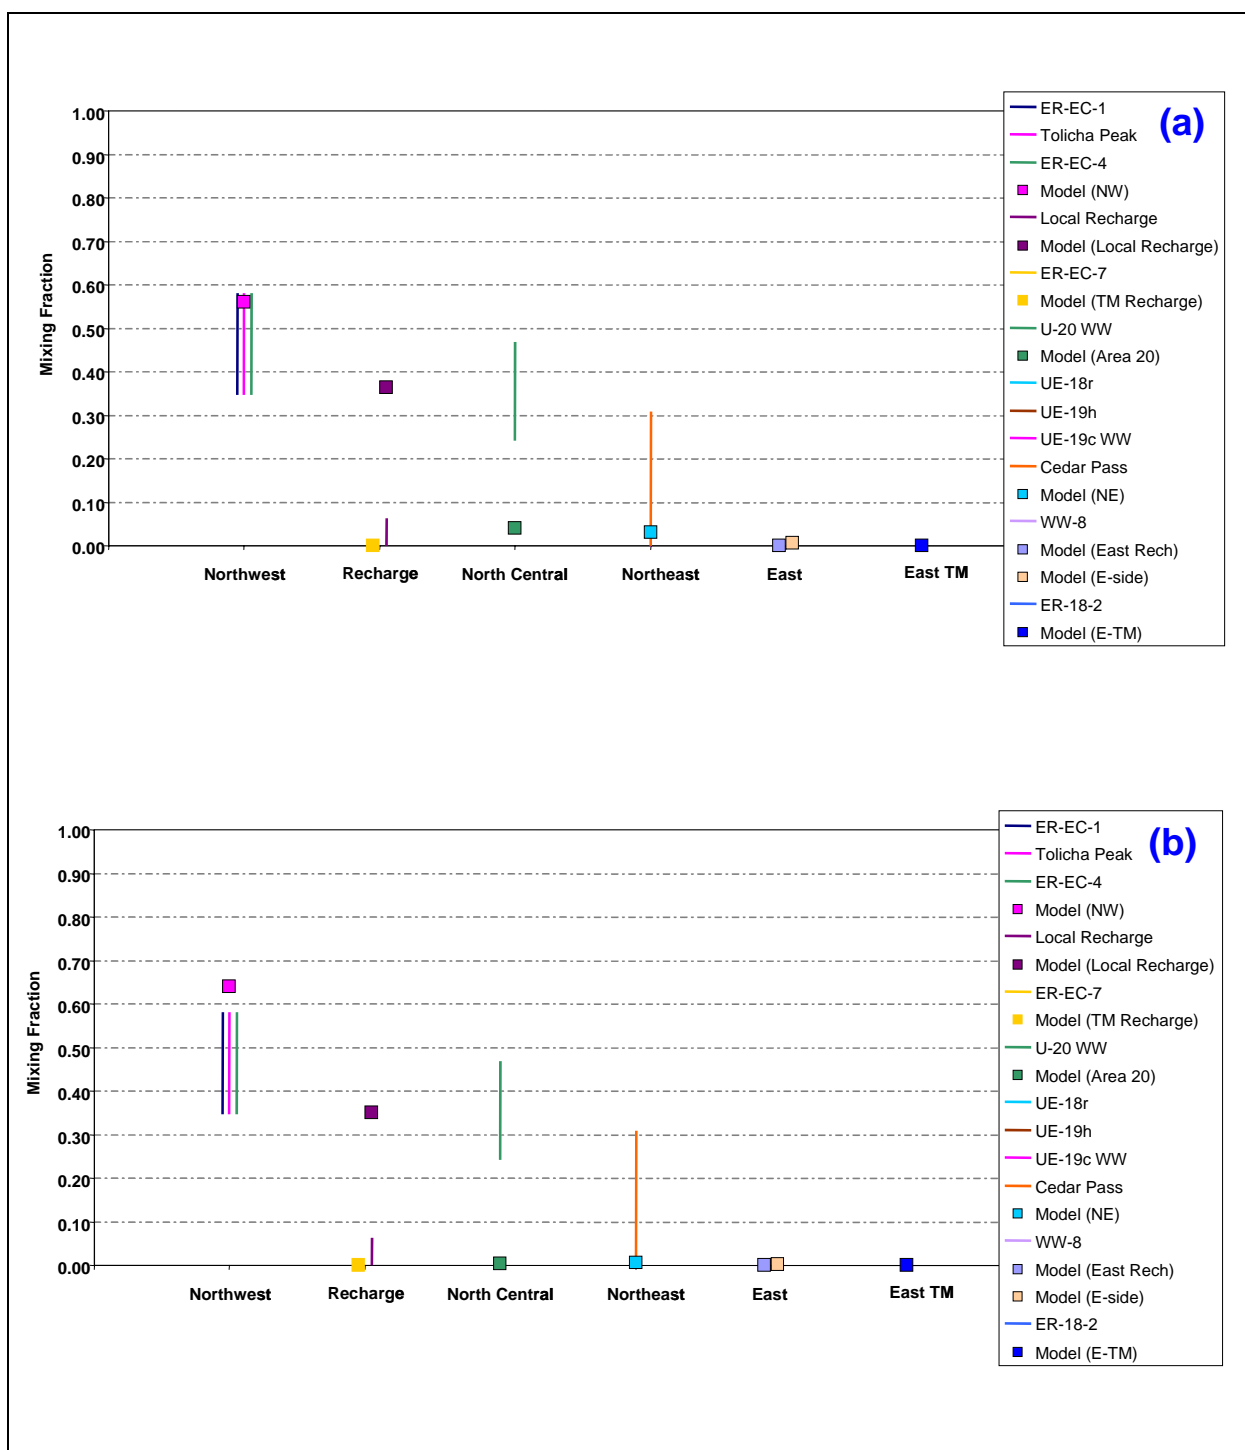 (a)
Mixing Fraction
1.00
0.90
0.80
0.70
0.60
0.50
0.40
0.30
0.20
0.10
0.00
Northwest
Recharge
North Central
Northeast
East
East TM
ER-EC-1
Tolicha Peak
ER-EC-4
Model (NW)
Local Recharge
Model (Local Recharge)
ER-EC-7
Model (TM Recharge)
U-20 WW
Model (Area 20)
UE-18r
UE-19h
UE-19c WW
Cedar Pass
Model (NE)
WW-8
Model (East Rech)
Model (E-side)
ER-18-2
Model (E-TM)
(b)
Mixing Fraction
1.00
0.90
0.80
0.70
0.60
0.50
0.40
0.30
0.20
0.10
0.00
Northwest
Recharge
North Central
Northeast
East
East TM
ER-EC-1
Tolicha Peak
ER-EC-4
Model (NW)
Local Recharge
Model (Local Recharge)
ER-EC-7
Model (TM Recharge)
U-20 WW
Model (Area 20)
UE-18r
UE-19h
UE-19c WW
Cedar Pass
Model (NE)
WW-8
Model (East Rech)
Model (E-side)
ER-18-2
Model (E-TM)